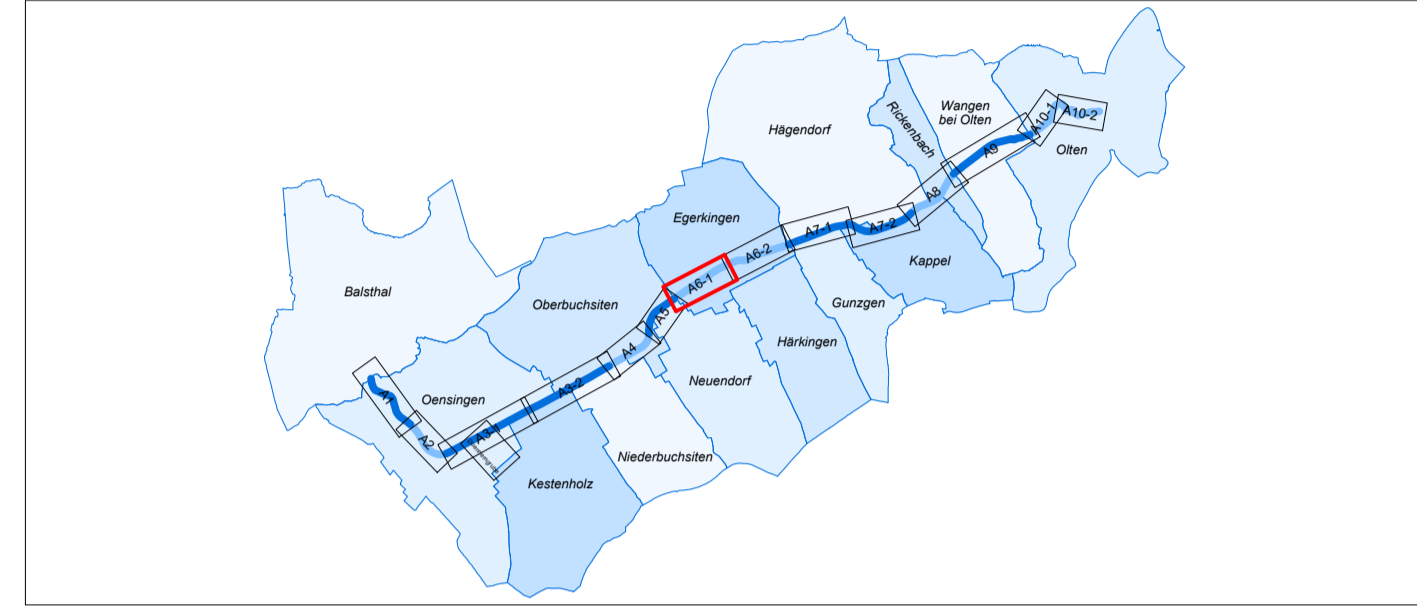 Wangen
bei Olten
Rickenbach
Hägendorf
A10-1
A10-2
A9
Olten
A8
Egerkingen
A7-1
A7-2
A6-2
Kappel
A6-1
Balsthal
Oberbuchsiten
Gunzgen
A5
Härkingen
A4
Neuendorf
A3-2
A1
Oensingen
A2
A3-1
Niederbuchsiten
Kestenholz